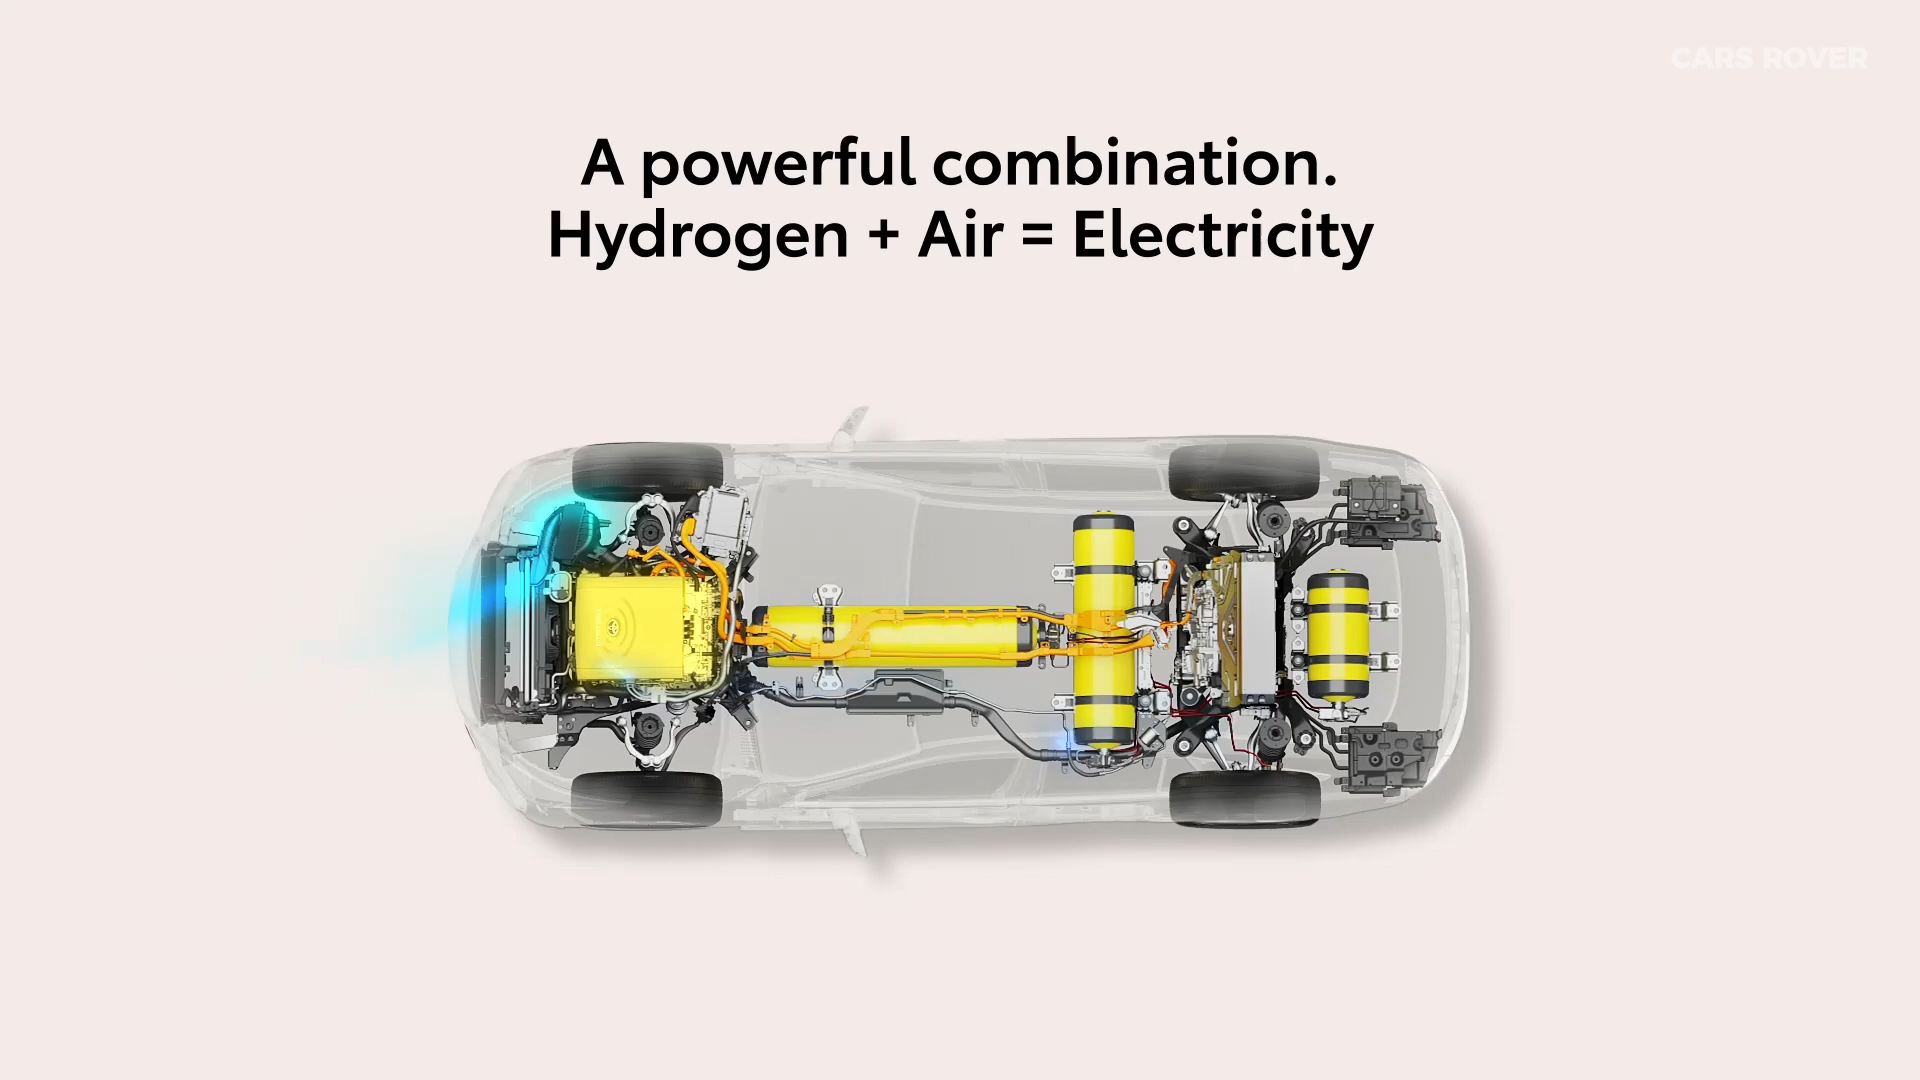 CARS ROVER
A powerful combination.
Hydrogen + Air = Electricity